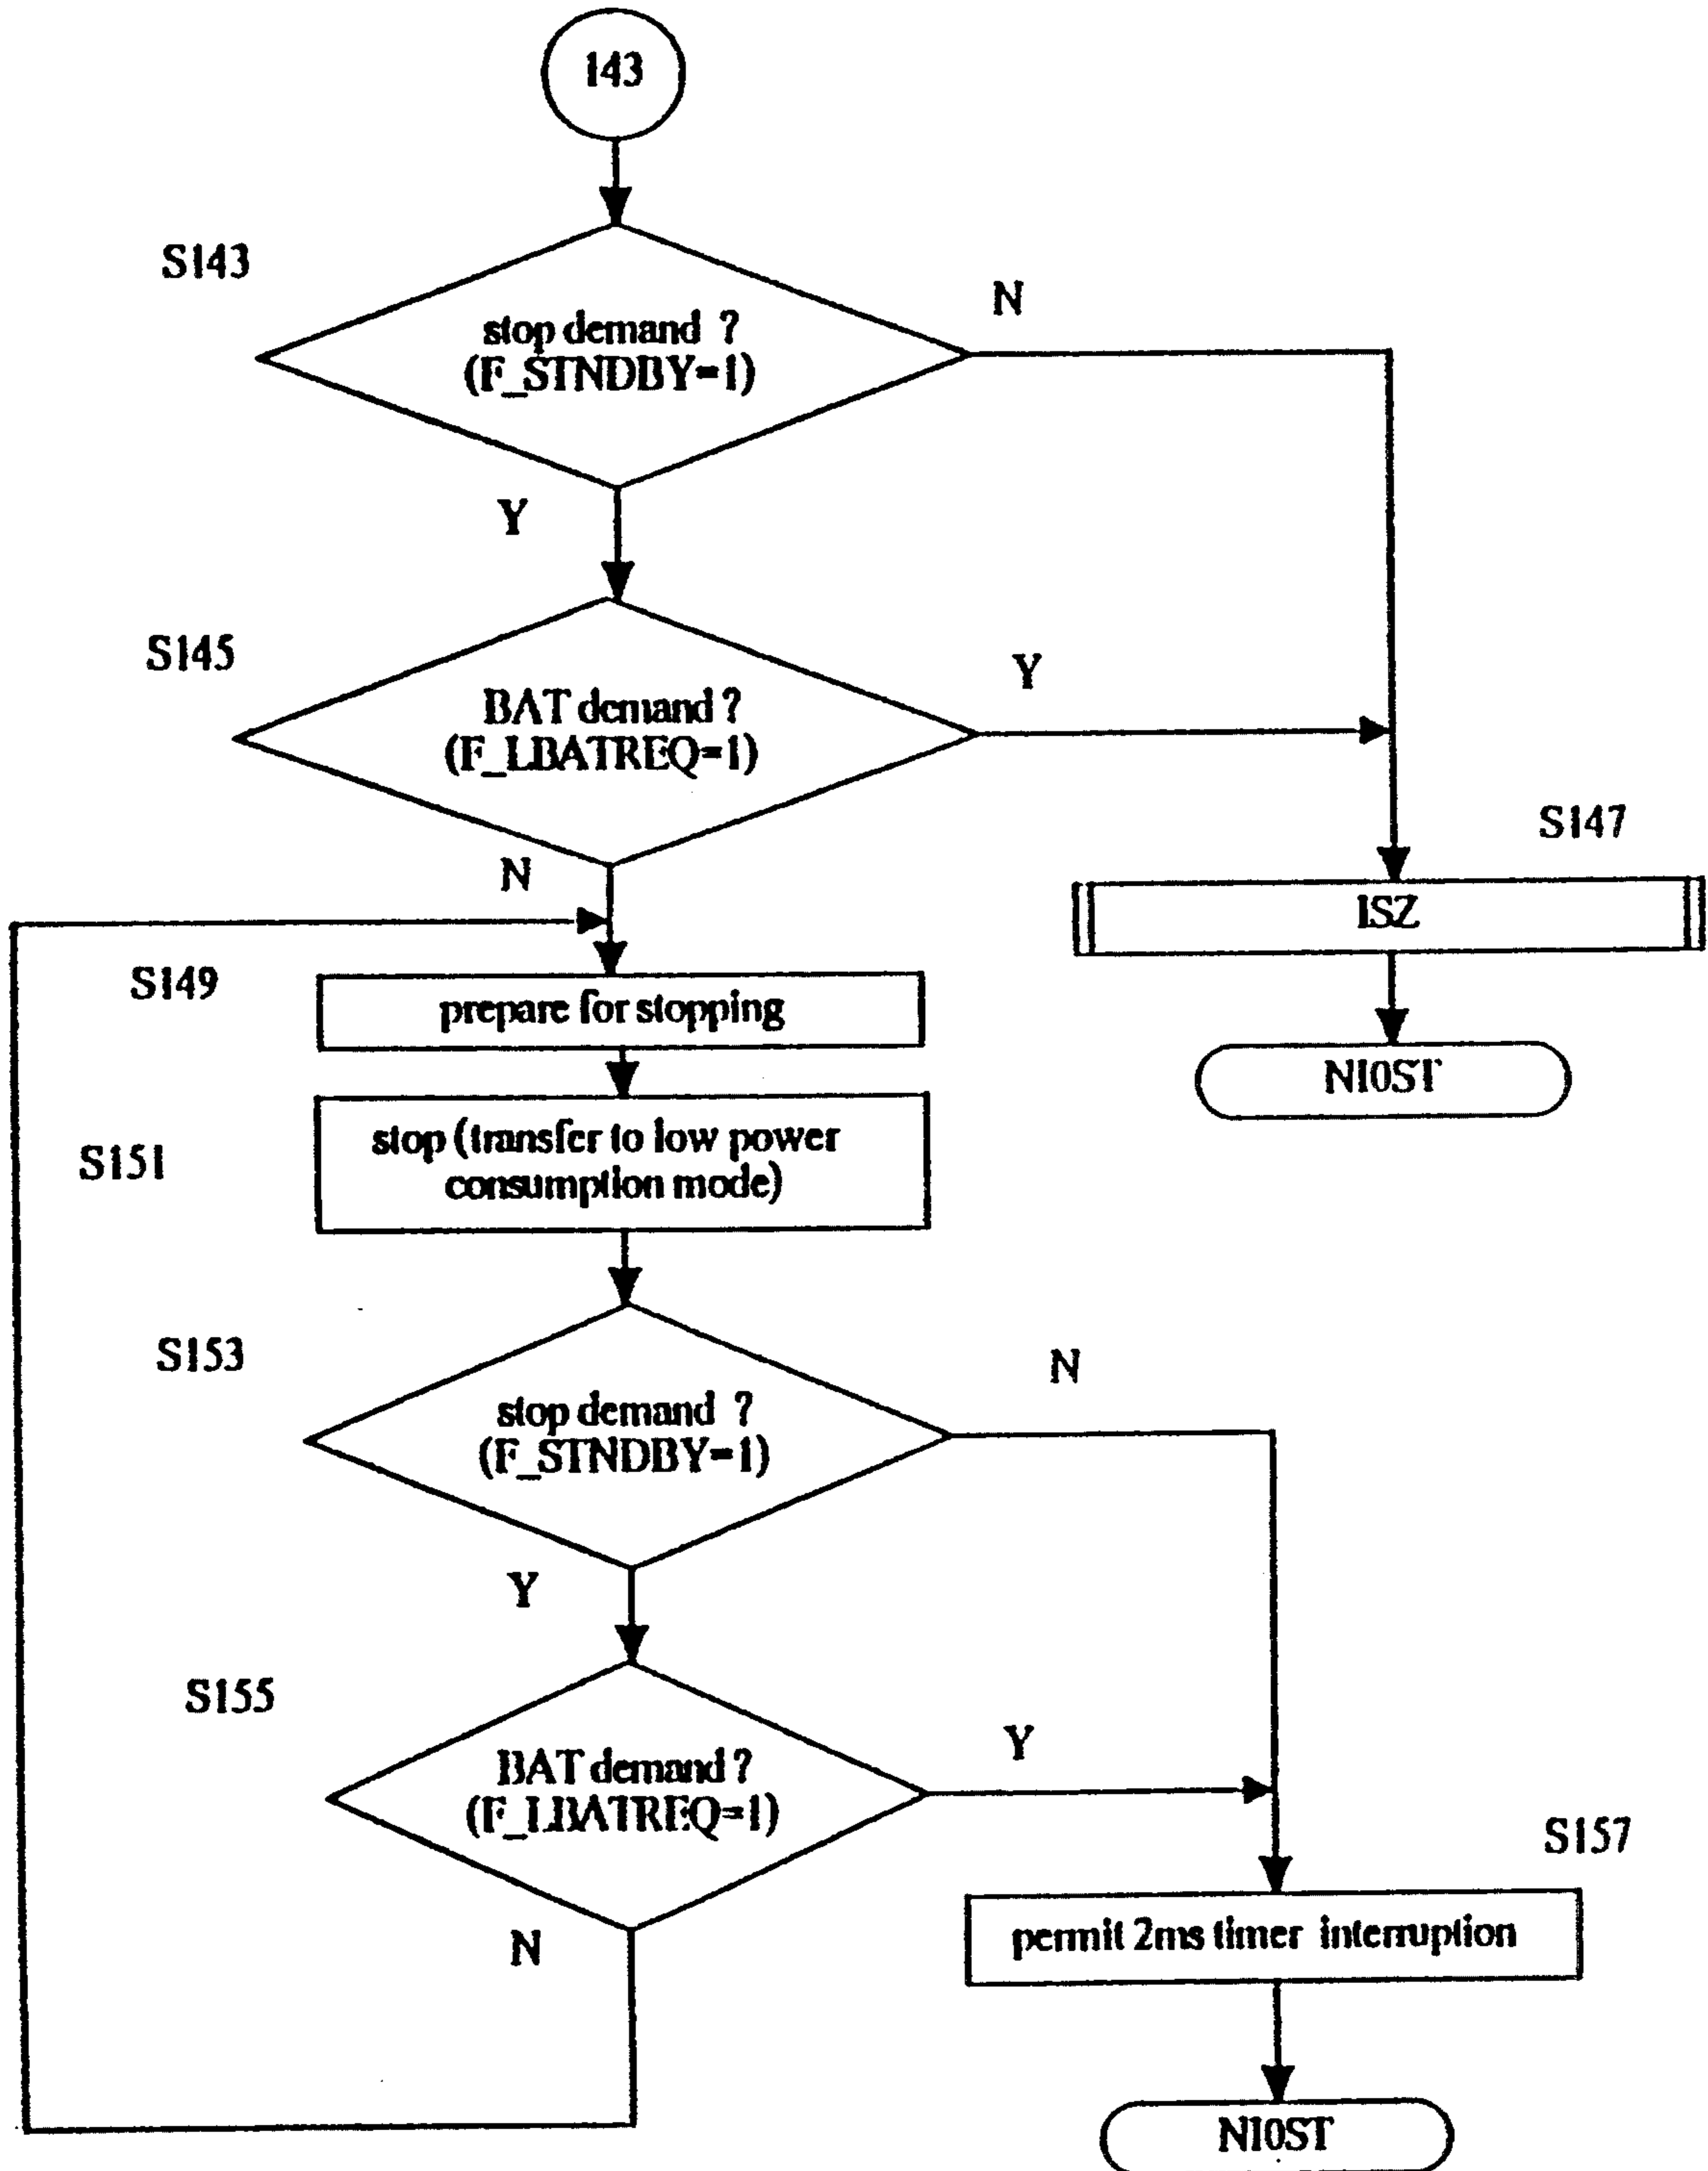 143
S143
stop demand ?
(F_STNDBY=1)
N
Y
S145
BAT demand ?
(F_LBATREQ=1)
Y
N
S147
ISZ
NI0ST
S149
prepare for stopping
S151
stop (transfer to low power
consumption mode)
S153
stop demand ?
(F_STNDBY=1)
N
Y
S155
BAT demand ?
(F_LBATREQ=1)
Y
N
S157
permit 2ms timer interruption
NI0ST